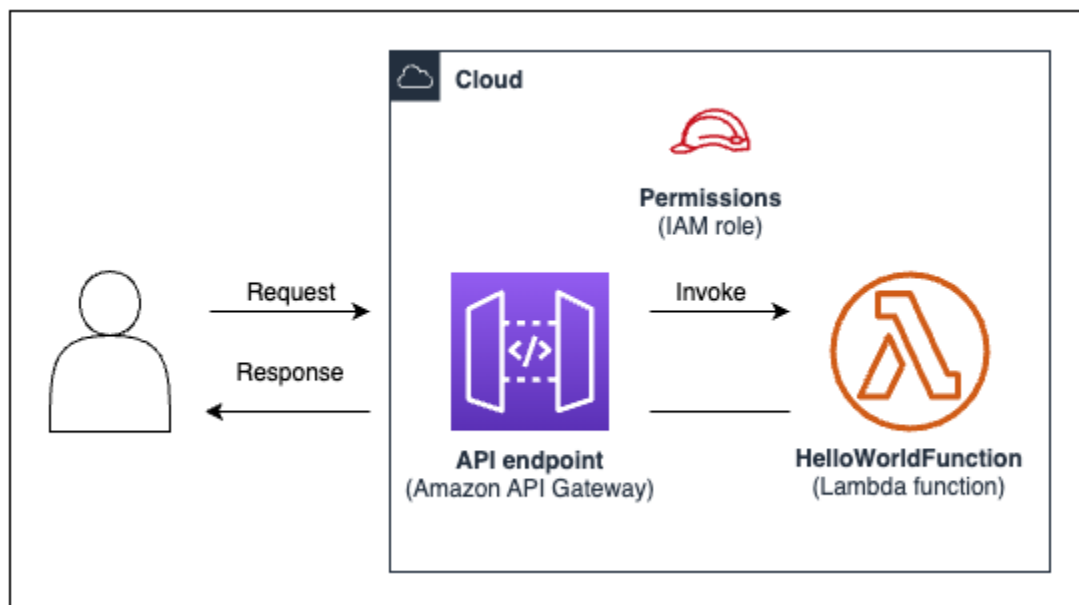 Cloud
Permissions
(IAM role)
Request
Invoke
</>
Response
API endpoint
(Amazon API Gateway)
HelloWorldFunction
(Lambda function)